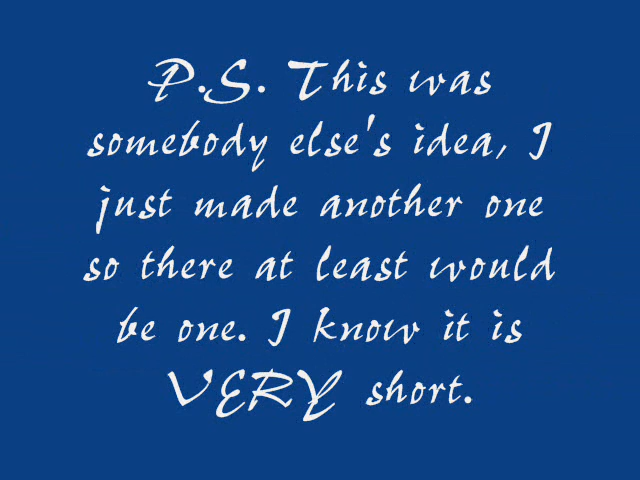 P.S. This was
somebody else's idea, I
just made another one
so there at least would
be one. I know it is
VERY short.